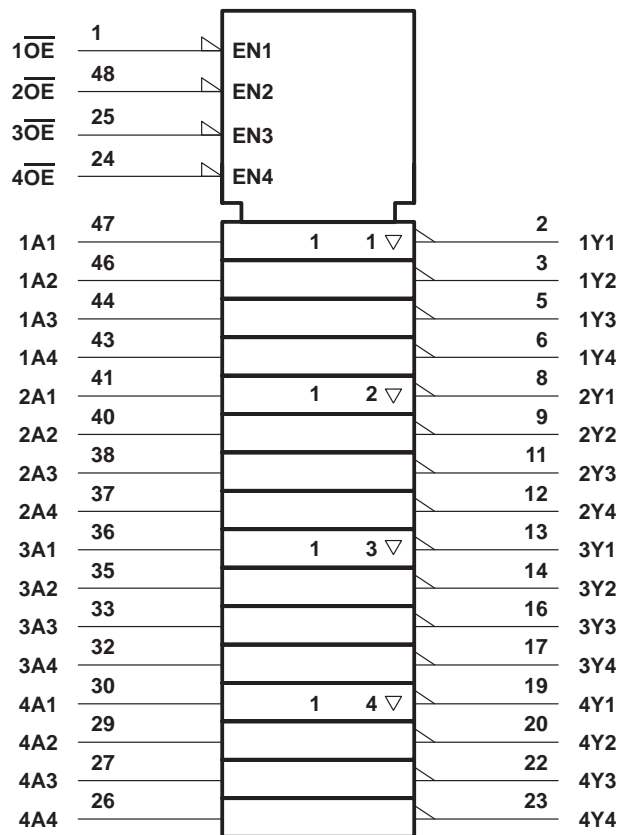 1O̅E̅ 1 EN1
2O̅E̅ 48 EN2
3O̅E̅ 25 EN3
4O̅E̅ 24 EN4
1A1 47 1 1 ▽ 2 1Y1
1A2 46 3 1Y2
1A3 44 5 1Y3
1A4 43 6 1Y4
2A1 41 1 2 ▽ 8 2Y1
2A2 40 9 2Y2
2A3 38 11 2Y3
2A4 37 12 2Y4
3A1 36 1 3 ▽ 13 3Y1
3A2 35 14 3Y2
3A3 33 16 3Y3
3A4 32 17 3Y4
4A1 30 1 4 ▽ 19 4Y1
4A2 29 20 4Y2
4A3 27 22 4Y3
4A4 26 23 4Y4